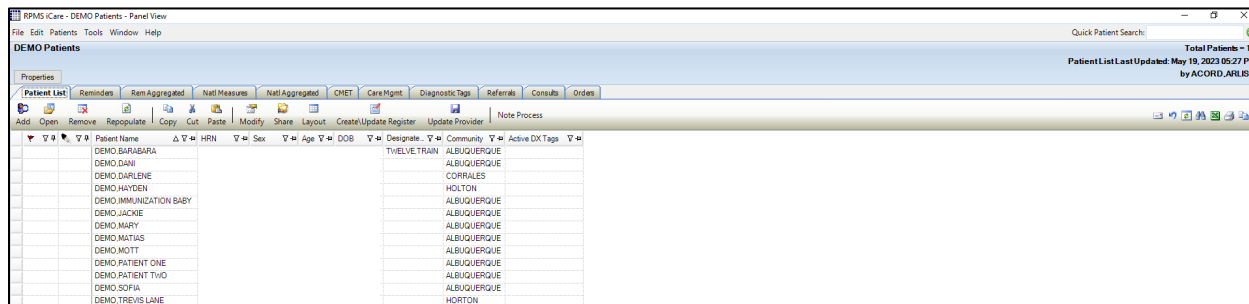 RPMS iCare - DEMO Patients - Panel View
File Edit Patients Tools Window Help Quick Patient Search:
DEMO Patients Total Patients = 1
Patient List Last Updated: May 19, 2023 05:27 P
by ACORD,ARLIS
Properties
Patient List Reminders Rem Aggregated Natl Measures Natl Aggregated CMET Care Mgmt Diagnostic Tags Referrals Consults Orders
Add Open Remove Repopulate Copy Cut Paste Modify Share Layout Create\Update Register Update Provider Note Process
Patient Name HRN Sex Age DOB Designate... Community Active DX Tags
DEMO,BARABARA TWELVE,TRAIN ALBUQUERQUE
DEMO,DANI ALBUQUERQUE
DEMO,DARLENE CORRALES
DEMO,HAYDEN HOLTON
DEMO,IMMUNIZATION BABY ALBUQUERQUE
DEMO,JACKIE ALBUQUERQUE
DEMO,MARY ALBUQUERQUE
DEMO,MATIAS ALBUQUERQUE
DEMO,MOTT ALBUQUERQUE
DEMO,PATIENT ONE ALBUQUERQUE
DEMO,PATIENT TWO ALBUQUERQUE
DEMO,SOFIA ALBUQUERQUE
DEMO,TREVIS LANE HORTON